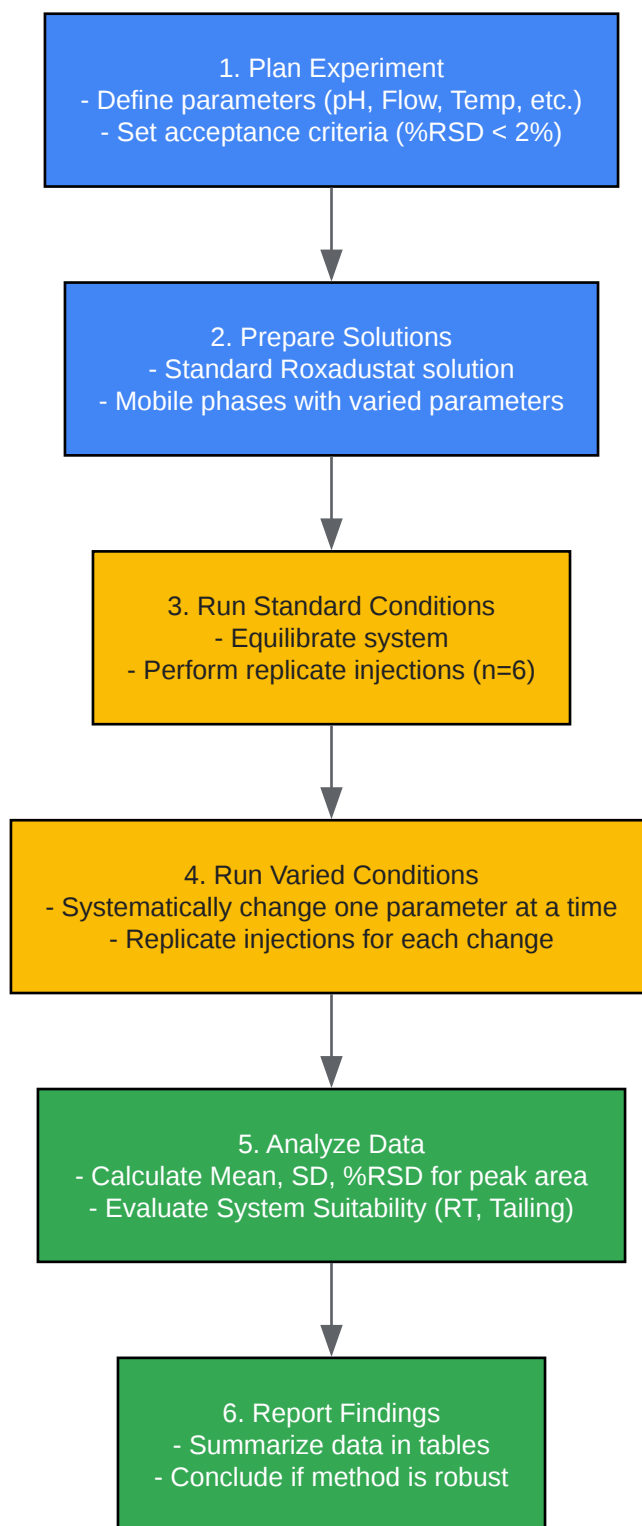 1. Plan Experiment
- Define parameters (pH, Flow, Temp, etc.)
- Set acceptance criteria (%RSD < 2%)
2. Prepare Solutions
- Standard Roxadustat solution
- Mobile phases with varied parameters
3. Run Standard Conditions
- Equilibrate system
- Perform replicate injections (n=6)
4. Run Varied Conditions
- Systematically change one parameter at a time
- Replicate injections for each change
5. Analyze Data
- Calculate Mean, SD, %RSD for peak area
- Evaluate System Suitability (RT, Tailing)
6. Report Findings
- Summarize data in tables
- Conclude if method is robust